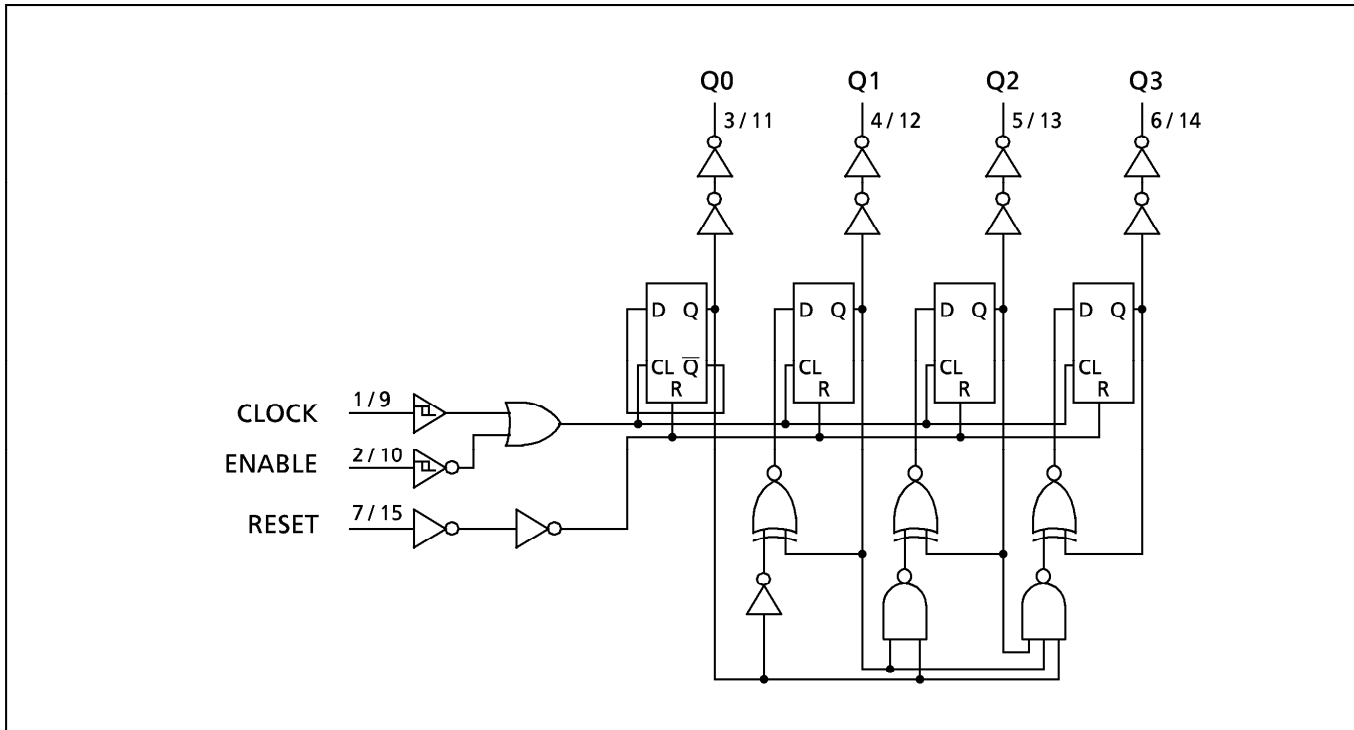 Q0 Q1 Q2 Q3
3 / 11 4 / 12 5 / 13 6 / 14
D Q D Q D Q D Q
CL Q̅ CL CL CL
R R R R
CLOCK 1 / 9
ENABLE 2 / 10
RESET 7 / 15